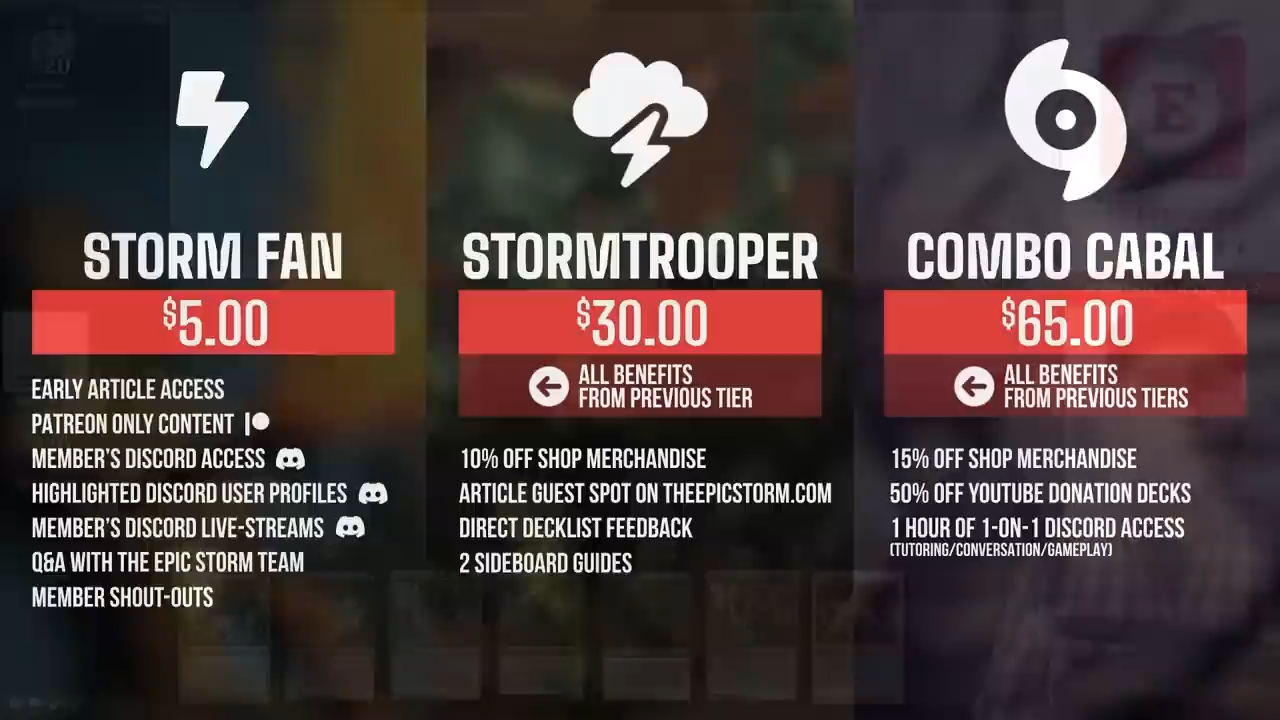 STORM FAN
$5.00
EARLY ARTICLE ACCESS
PATREON ONLY CONTENT
MEMBER'S DISCORD ACCESS
HIGHLIGHTED DISCORD USER PROFILES
MEMBER'S DISCORD LIVE-STREAMS
Q&A WITH THE EPIC STORM TEAM
MEMBER SHOUT-OUTS
STORMTROOPER
$30.00
ALL BENEFITS
FROM PREVIOUS TIER
10% OFF SHOP MERCHANDISE
ARTICLE GUEST SPOT ON THEEPICSTORM.COM
DIRECT DECKLIST FEEDBACK
2 SIDEBOARD GUIDES
COMBO CABAL
$65.00
ALL BENEFITS
FROM PREVIOUS TIERS
15% OFF SHOP MERCHANDISE
50% OFF YOUTUBE DONATION DECKS
1 HOUR OF 1-ON-1 DISCORD ACCESS
(TUTORING/CONVERSATION/GAMEPLAY)
E
20